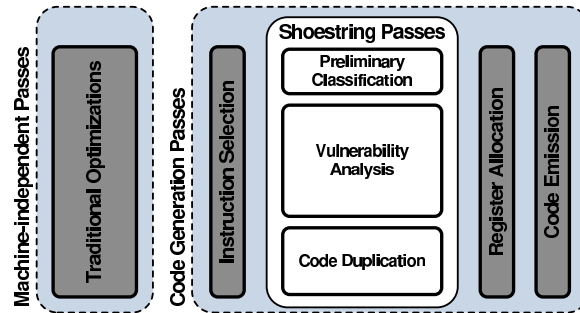 Machine-independent Passes
Traditional Optimizations
Code Generation Passes
Instruction Selection
Shoestring Passes
Preliminary
Classification
Vulnerability
Analysis
Code Duplication
Register Allocation
Code Emission